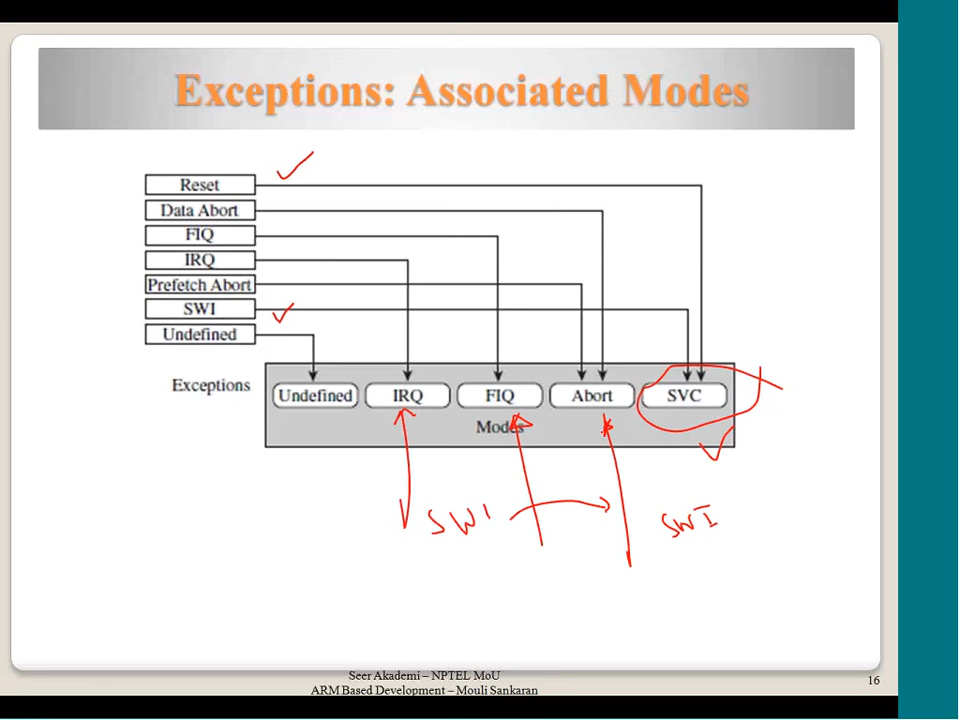 Exceptions: Associated Modes
Reset
Data Abort
FIQ
IRQ
Prefetch Abort
SWI
Undefined
Exceptions
Undefined
IRQ
FIQ
Abort
SVC
Modes
SWI
SWI
Seer Akademi – NPTEL MoU
ARM Based Development – Mouli Sankaran
16